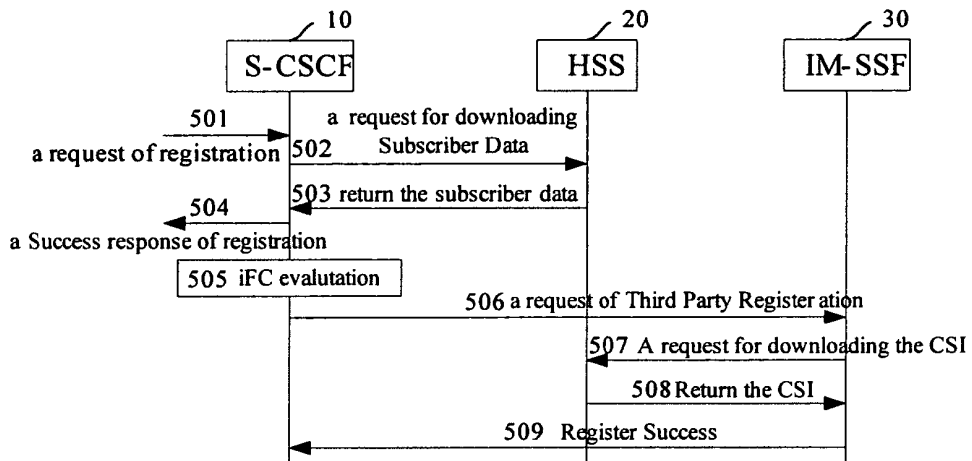 10
20
30
S-CSCF
HSS
IM-SSF
501
a request of registration
a request for downloading
Subscriber Data
502
503 return the subscriber data
504
a Success response of registration
505 iFC evalutation
506 a request of Third Party Register ation
507 A request for downloading the CSI
508 Return the CSI
509 Register Success